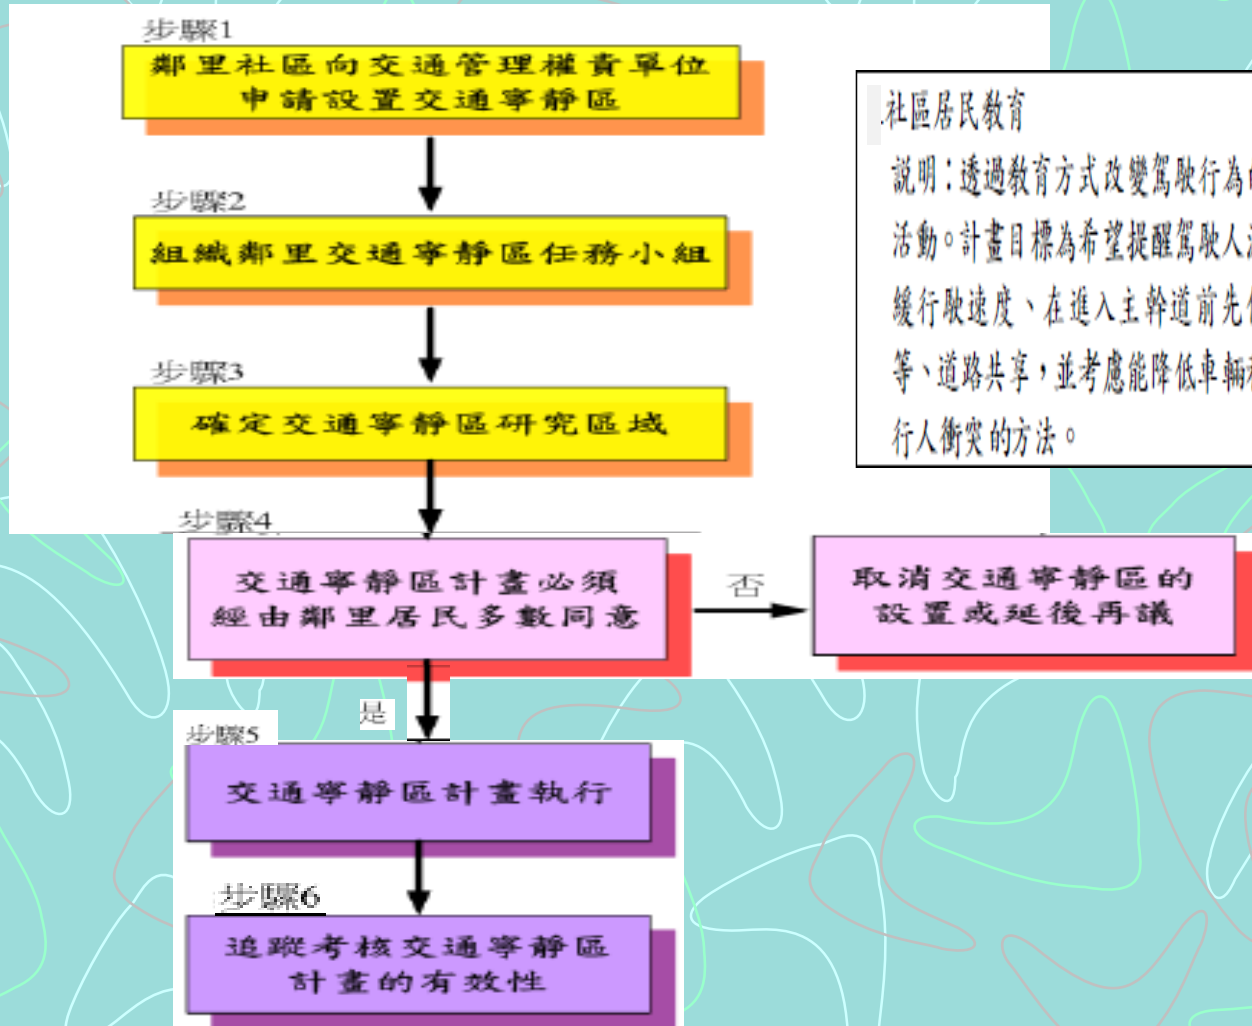 步驟1
鄰里社區向交通管理權責單位
申請設置交通寧靜區
步驟2
組織鄰里交通寧靜區任務小組
步驟3
確定交通寧靜區研究區域
步驟4
交通寧靜區計畫必須
經由鄰里居民多數同意
否
取消交通寧靜區的
設置或延後再議
是
步驟5
交通寧靜區計畫執行
步驟6
追蹤考核交通寧靜區
計畫的有效性
社區居民教育
說明：透過教育方式改變駕駛行為
活動。計畫目標為希望提醒駕駛人
緩行駛速度、在進入主幹道前先
等、道路共享，並考慮能降低車輛
行人衝突的方法。